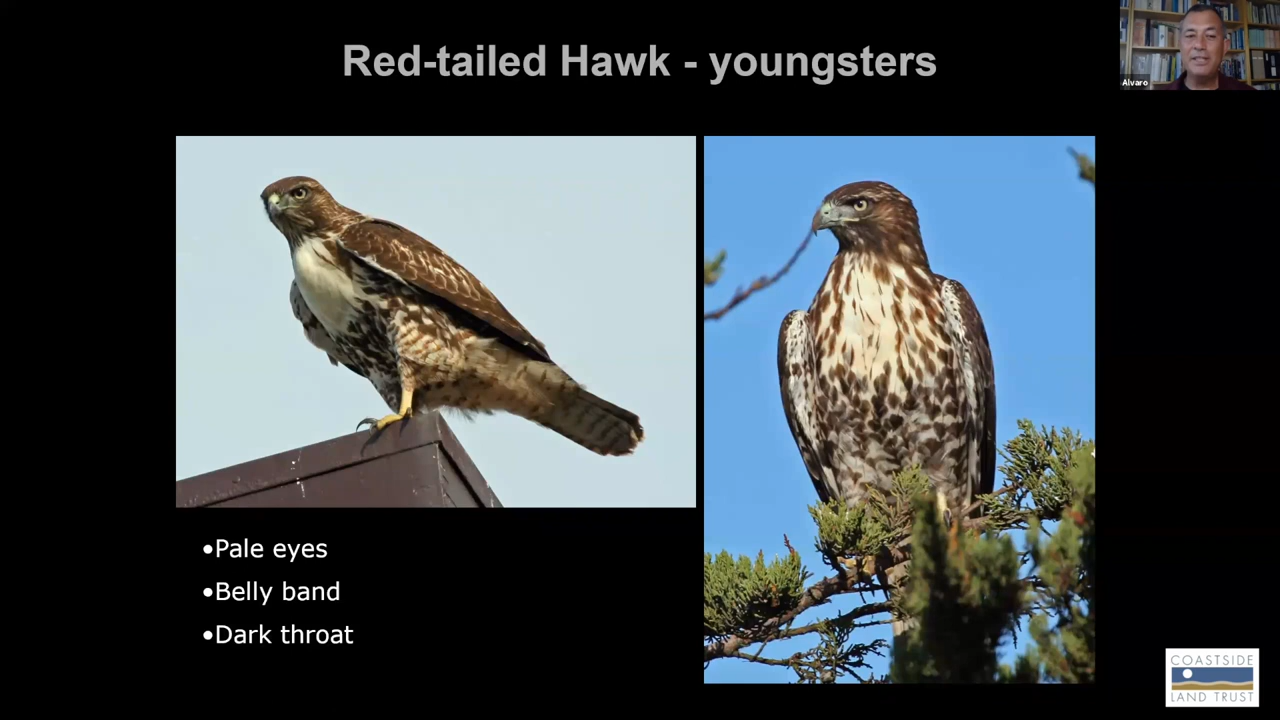 Red-tailed Hawk - youngsters
Alvaro
•Pale eyes
•Belly band
•Dark throat
COASTSIDE
LAND TRUST